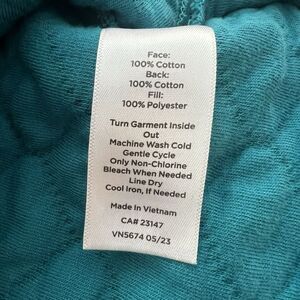 Face:
100% Cotton
Back:
100% Cotton
Fill:
100% Polyester
Turn Garment Inside
Out
Machine Wash Cold
Gentle Cycle
Only Non-Chlorine
Bleach When Needed
Line Dry
Cool Iron, If Needed
Made In Vietnam
CA# 23147
VN5674 05/23